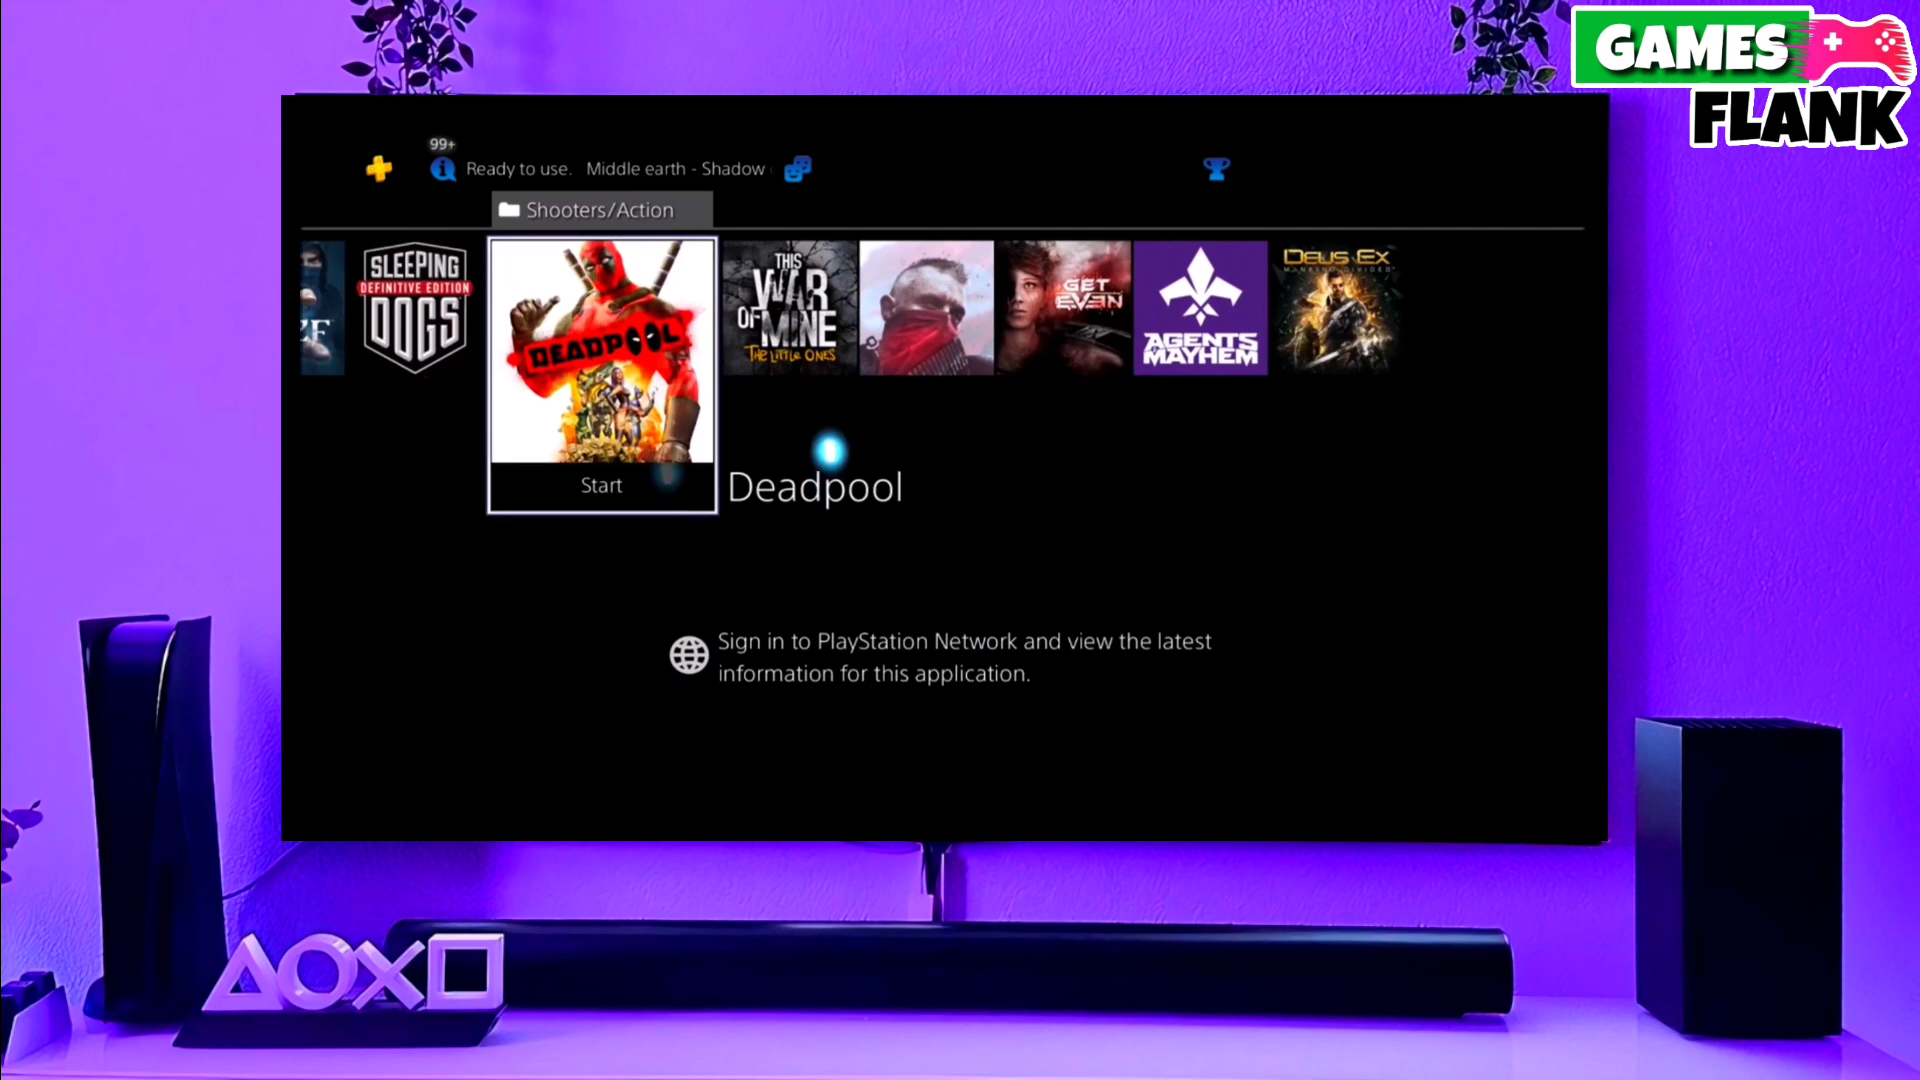 GAMES
FLANK
99+
Ready to use. Middle earth - Shadow
Shooters/Action
SLEEPING
DEFINITIVE EDITION
DOGS
DEADPOOL
THIS
WAR
OF MINE
THE LITTLE ONES
GET
EVEN
AGENTS
MAYHEM
DEUS EX
MANKIND DIVIDED
Start
Deadpool
Sign in to PlayStation Network and view the latest
information for this application.